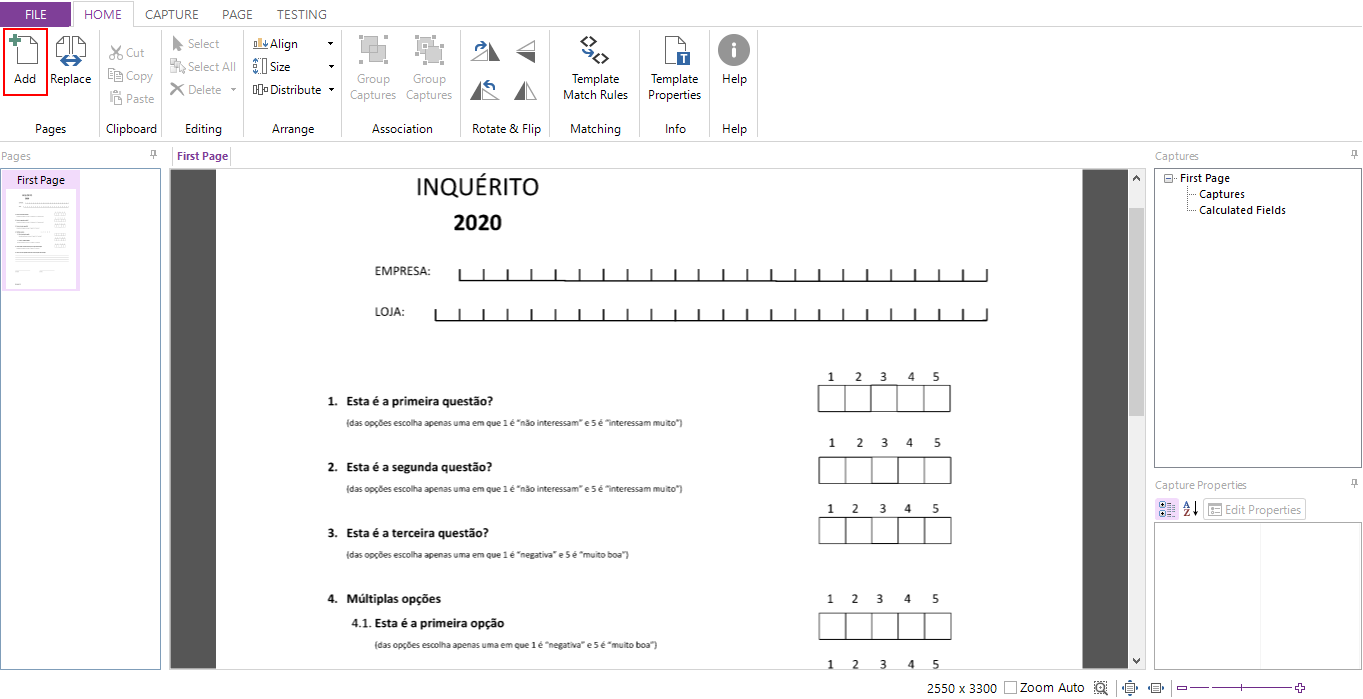 FILE HOME CAPTURE PAGE TESTING
Add Replace
Pages
Cut
Copy
Paste
Clipboard
Select
Select All
Delete
Editing
Align
Size
Distribute
Arrange
Group Captures
Group Captures
Association
Rotate & Flip
Template Match Rules
Matching
Template Properties
Info
Help
Help
Pages
First Page
First Page
INQUÉRITO
2020
EMPRESA:
LOJA:
1 2 3 4 5
1. Esta é a primeira questão?
(das opções escolha apenas uma em que 1 é "não interessam" e 5 é "interessam muito")
1 2 3 4 5
2. Esta é a segunda questão?
(das opções escolha apenas uma em que 1 é "não interessam" e 5 é "interessam muito")
1 2 3 4 5
3. Esta é a terceira questão?
(das opções escolha apenas uma em que 1 é "negativa" e 5 é "muito boa")
4. Múltiplas opções
1 2 3 4 5
4.1. Esta é a primeira opção
(das opções escolha apenas uma em que 1 é "negativa" e 5 é "muito boa")
1 2 3 4 5
Captures
First Page
Captures
Calculated Fields
Capture Properties
Edit Properties
2550 x 3300 Zoom Auto